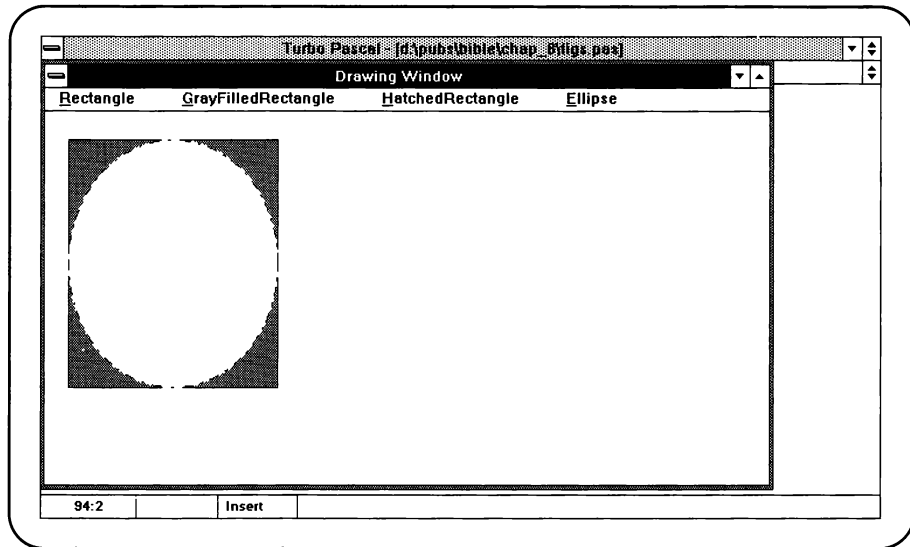 Turbo Pascal - [d:\pubs\bible\chap_8\figs.pas]
Drawing Window
Rectangle GrayFilledRectangle HatchedRectangle Ellipse
94:2 Insert